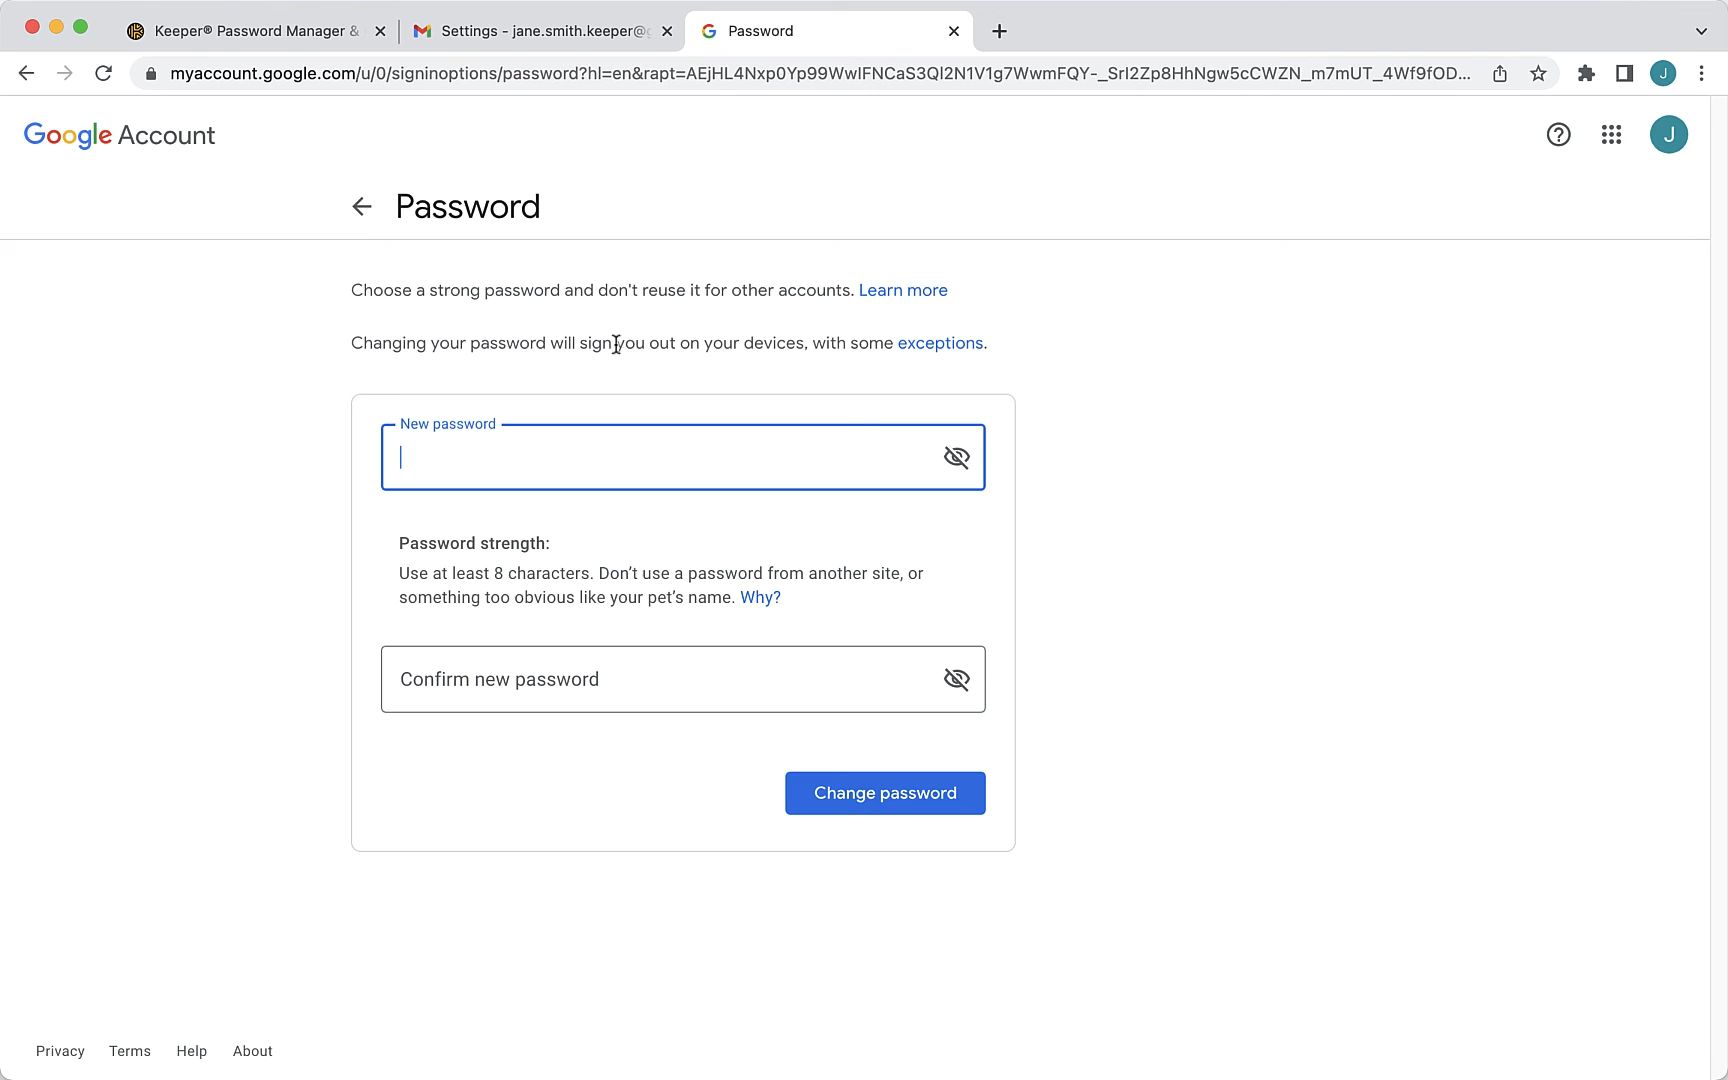 Keeper® Password Manager &
Settings - jane.smith.keeper@g
Password
myaccount.google.com/u/0/signinoptions/password?hl=en&rapt=AEjHL4Nxp0Yp99WwIFNCaS3Ql2N1V1g7WwmFQY-_SrI2Zp8HhNgw5cCWZN_m7mUT_4Wf9fOD...
J
Google Account
J
Password
Choose a strong password and don't reuse it for other accounts. Learn more
Changing your password will sign you out on your devices, with some exceptions.
New password
Password strength:
Use at least 8 characters. Don’t use a password from another site, or
something too obvious like your pet’s name. Why?
Confirm new password
Change password
Privacy Terms Help About